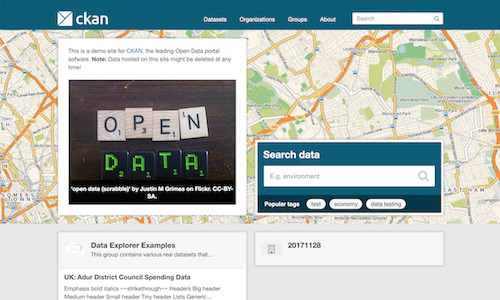 ckan
Datasets Organizations Groups About
Search
This is a demo site for CKAN, the leading Open Data portal
sofware. Note: Data hosted on this site might be deleted at any
time!
OPEN
DATA
'open data (scrabble)' by Justin M Grimes on Flickr. CC-BY-
SA.
Search data
E.g. environment
Popular tags test economy data testing
Data Explorer Examples
This group contains various real datasets that...
20171128
UK: Adur District Council Spending Data
Emphasis bold italics ~~strikethrough~~ Headers Big header
Medium header Small header Tiny header Lists Generic...